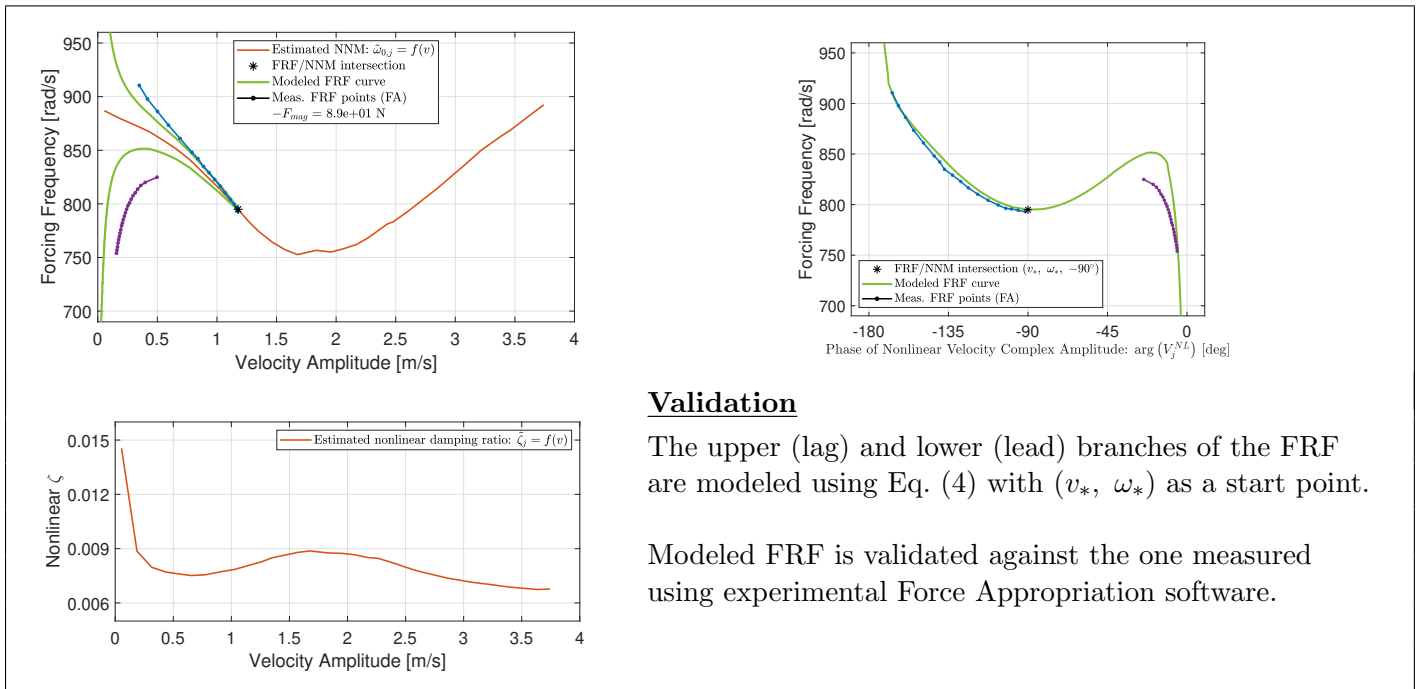 950
900
850
800
750
700
Forcing Frequency [rad/s]
0 0.5 1 1.5 2 2.5 3 3.5 4
Velocity Amplitude [m/s]
Estimated NNM: ω̃₀,ⱼ = f(v)
FRF/NNM intersection
Modeled FRF curve
Meas. FRF points (FA)
−F_mag = 8.9e+01 N
950
900
850
800
750
700
Forcing Frequency [rad/s]
FRF/NNM intersection (v∗, ω∗, −90°)
Modeled FRF curve
Meas. FRF points (FA)
-180 -135 -90 -45 0
Phase of Nonlinear Velocity Complex Amplitude: arg (V_j^{NL}) [deg]
0.015
0.012
0.009
0.006
Nonlinear ζ
Estimated nonlinear damping ratio: ζ̃ⱼ = f(v)
0 0.5 1 1.5 2 2.5 3 3.5 4
Velocity Amplitude [m/s]
Validation
The upper (lag) and lower (lead) branches of the FRF
are modeled using Eq. (4) with (v∗, ω∗) as a start point.
Modeled FRF is validated against the one measured
using experimental Force Appropriation software.